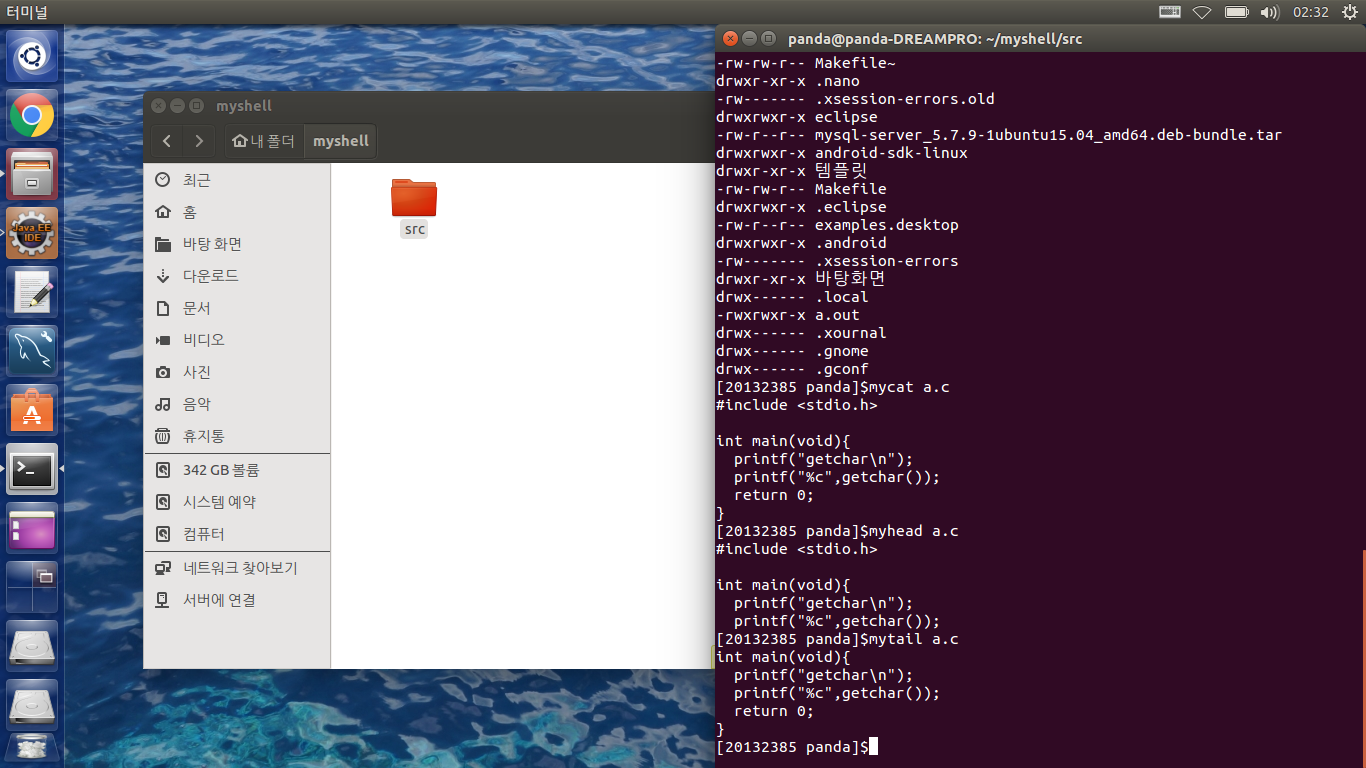 터미널
02:32
Java EE
IDE
myshell
내 폴더
myshell
최근
홈
바탕 화면
다운로드
문서
비디오
사진
음악
휴지통
342 GB 볼륨
시스템 예약
컴퓨터
네트워크 찾아보기
서버에 연결
src
panda@panda-DREAMPRO: ~/myshell/src
-rw-rw-r-- Makefile~
drwxr-xr-x .nano
-rw------- .xsession-errors.old
drwxrwxr-x eclipse
-rw-r--r-- mysql-server_5.7.9-1ubuntu15.04_amd64.deb-bundle.tar
drwxrwxr-x android-sdk-linux
drwxr-xr-x 템플릿
-rw-rw-r-- Makefile
drwxrwxr-x .eclipse
-rw-r--r-- examples.desktop
drwxrwxr-x .android
-rw------- .xsession-errors
drwxr-xr-x 바탕화면
drwx------ .local
-rwxrwxr-x a.out
drwx------ .xournal
drwx------ .gnome
drwx------ .gconf
[20132385 panda]$mycat a.c
#include <stdio.h>

int main(void){
  printf("getchar\n");
  printf("%c",getchar());
  return 0;
}
[20132385 panda]$myhead a.c
#include <stdio.h>

int main(void){
  printf("getchar\n");
  printf("%c",getchar());
[20132385 panda]$mytail a.c
int main(void){
  printf("getchar\n");
  printf("%c",getchar());
  return 0;
}
[20132385 panda]$